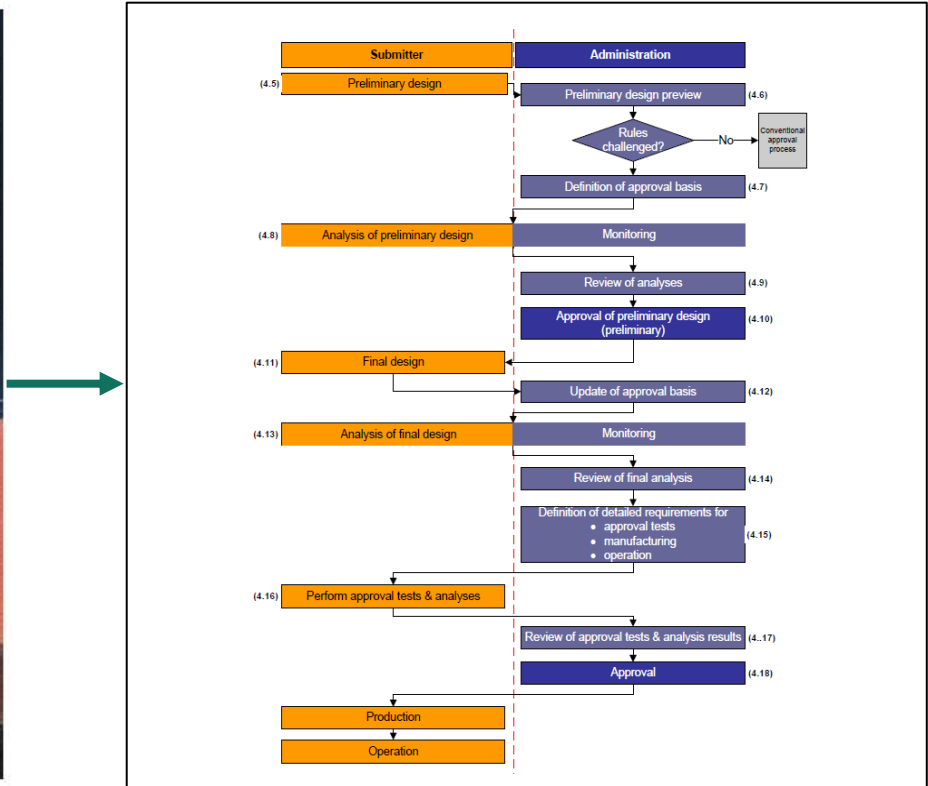 Submitter
Administration
(4.5)
Preliminary design
Preliminary design preview
(4.6)
Rules
challenged?
No
Conventional
approval
process
Definition of approval basis
(4.7)
(4.8)
Analysis of preliminary design
Monitoring
Review of analyses
(4.9)
Approval of preliminary design
(preliminary)
(4.10)
(4.11)
Final design
Update of approval basis
(4.12)
(4.13)
Analysis of final design
Monitoring
Review of final analysis
(4.14)
Definition of detailed requirements for
• approval tests
• manufacturing
• operation
(4.15)
(4.16)
Perform approval tests & analyses
Review of approval tests & analysis results
(4..17)
Approval
(4.18)
Production
Operation